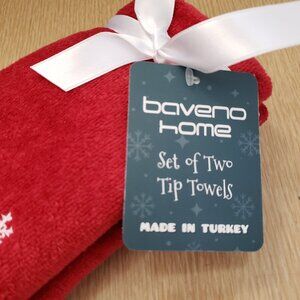 baveno
home
Set of Two
Tip Towels
MADE IN TURKEY